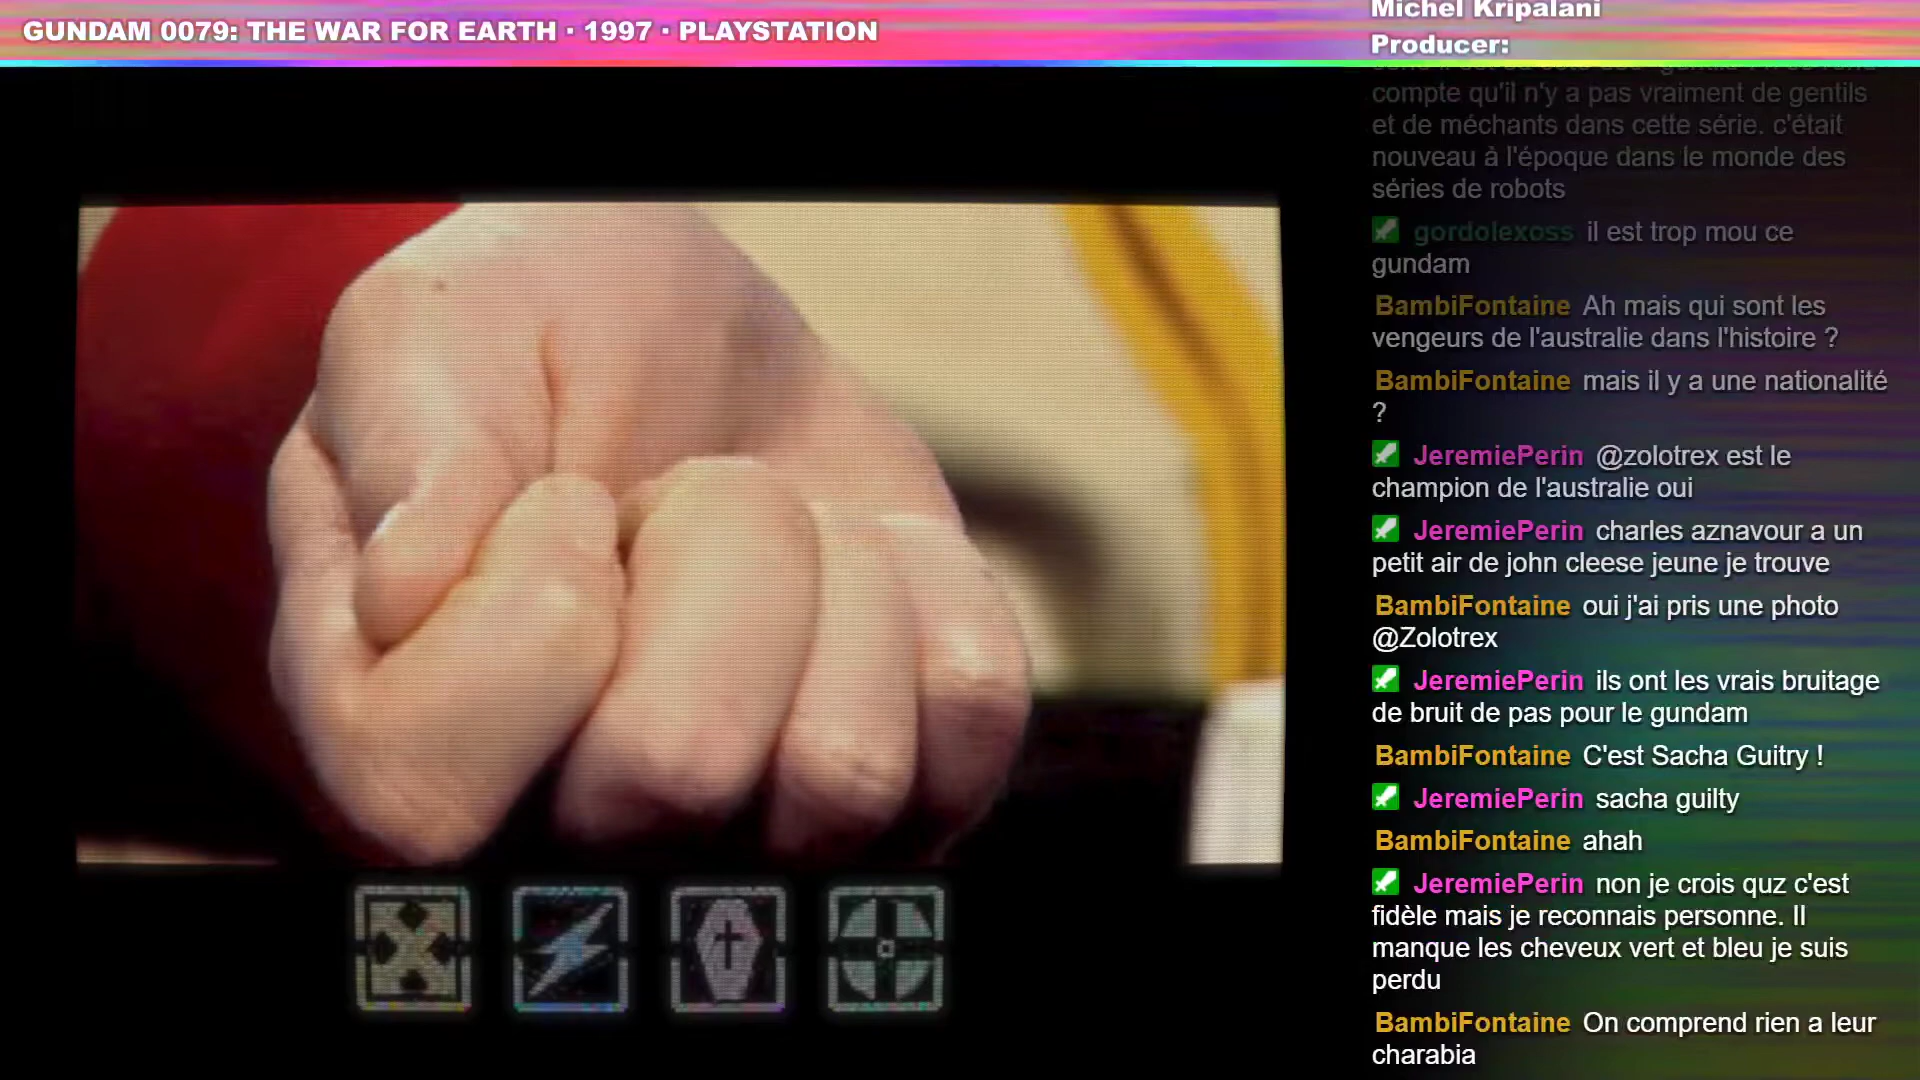 GUNDAM 0079: THE WAR FOR EARTH · 1997 · PLAYSTATION
Michel Kripalani
Producer:
compte qu'il n'y a pas vraiment de gentils
et de méchants dans cette série. c'était
nouveau à l'époque dans le monde des
séries de robots
gordolexoss il est trop mou ce
gundam
BambiFontaine Ah mais qui sont les
vengeurs de l'australie dans l'histoire ?
BambiFontaine mais il y a une nationalité
?
JeremiePerin @zolotrex est le
champion de l'australie oui
JeremiePerin charles aznavour a un
petit air de john cleese jeune je trouve
BambiFontaine oui j'ai pris une photo
@Zolotrex
JeremiePerin ils ont les vrais bruitage
de bruit de pas pour le gundam
BambiFontaine C'est Sacha Guitry !
JeremiePerin sacha guilty
BambiFontaine ahah
JeremiePerin non je crois quz c'est
fidèle mais je reconnais personne. Il
manque les cheveux vert et bleu je suis
perdu
BambiFontaine On comprend rien a leur
charabia